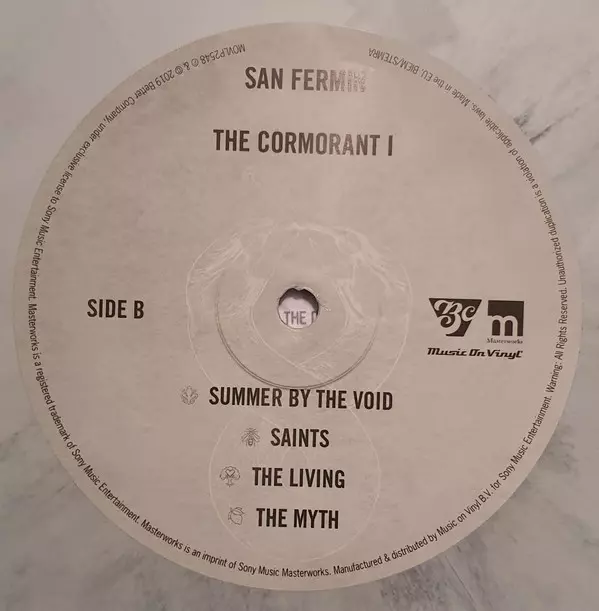 SAN FERMIN
THE CORMORANT I
SIDE B
Bc
m
Masterworks
Music On Vinyl
THE
SUMMER BY THE VOID
SAINTS
THE LIVING
THE MYTH
MOVLP2548 ℗ & © 2019 Better Company, under exclusive license to Sony Music Entertainment. Masterworks is a registered trademark of Sony Music Entertainment. Masterworks is an imprint of Sony Music Masterworks. Manufactured & distributed by Music on Vinyl B.V. for Sony Music Entertainment. Warning: All Rights Reserved. Unauthorized duplication is a violation of applicable laws. Made in the EU. BIEM/STEMRA